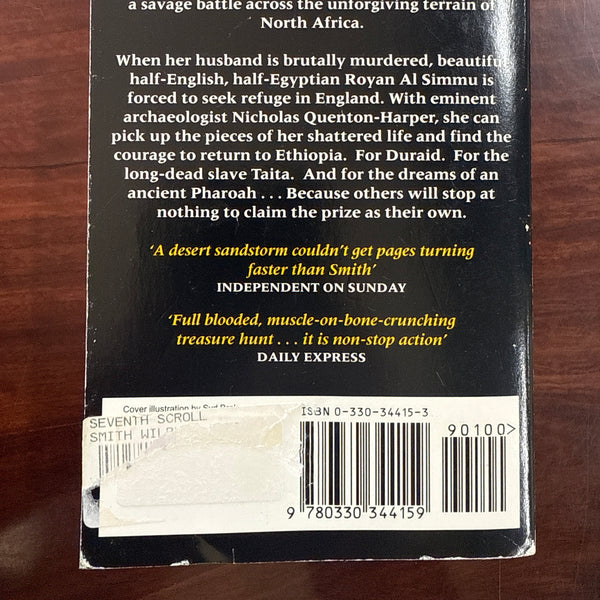 a savage battle across the unforgiving terrain of
North Africa.
When her husband is brutally murdered, beautiful
half-English, half-Egyptian Royan Al Simmu is
forced to seek refuge in England. With eminent
archaeologist Nicholas Quenton-Harper, she can
pick up the pieces of her shattered life and find the
courage to return to Ethiopia. For Duraid. For the
long-dead slave Taita. And for the dreams of an
ancient Pharoah . . . Because others will stop at
nothing to claim the prize as their own.
‘A desert sandstorm couldn’t get pages turning
faster than Smith’
INDEPENDENT ON SUNDAY
‘Full blooded, muscle-on-bone-crunching
treasure hunt . . . it is non-stop action’
DAILY EXPRESS
Cover illustration by
SEVENTH SCROLL
SMITH
ISBN 0-330-34415-3
90100>
9 780330 344159